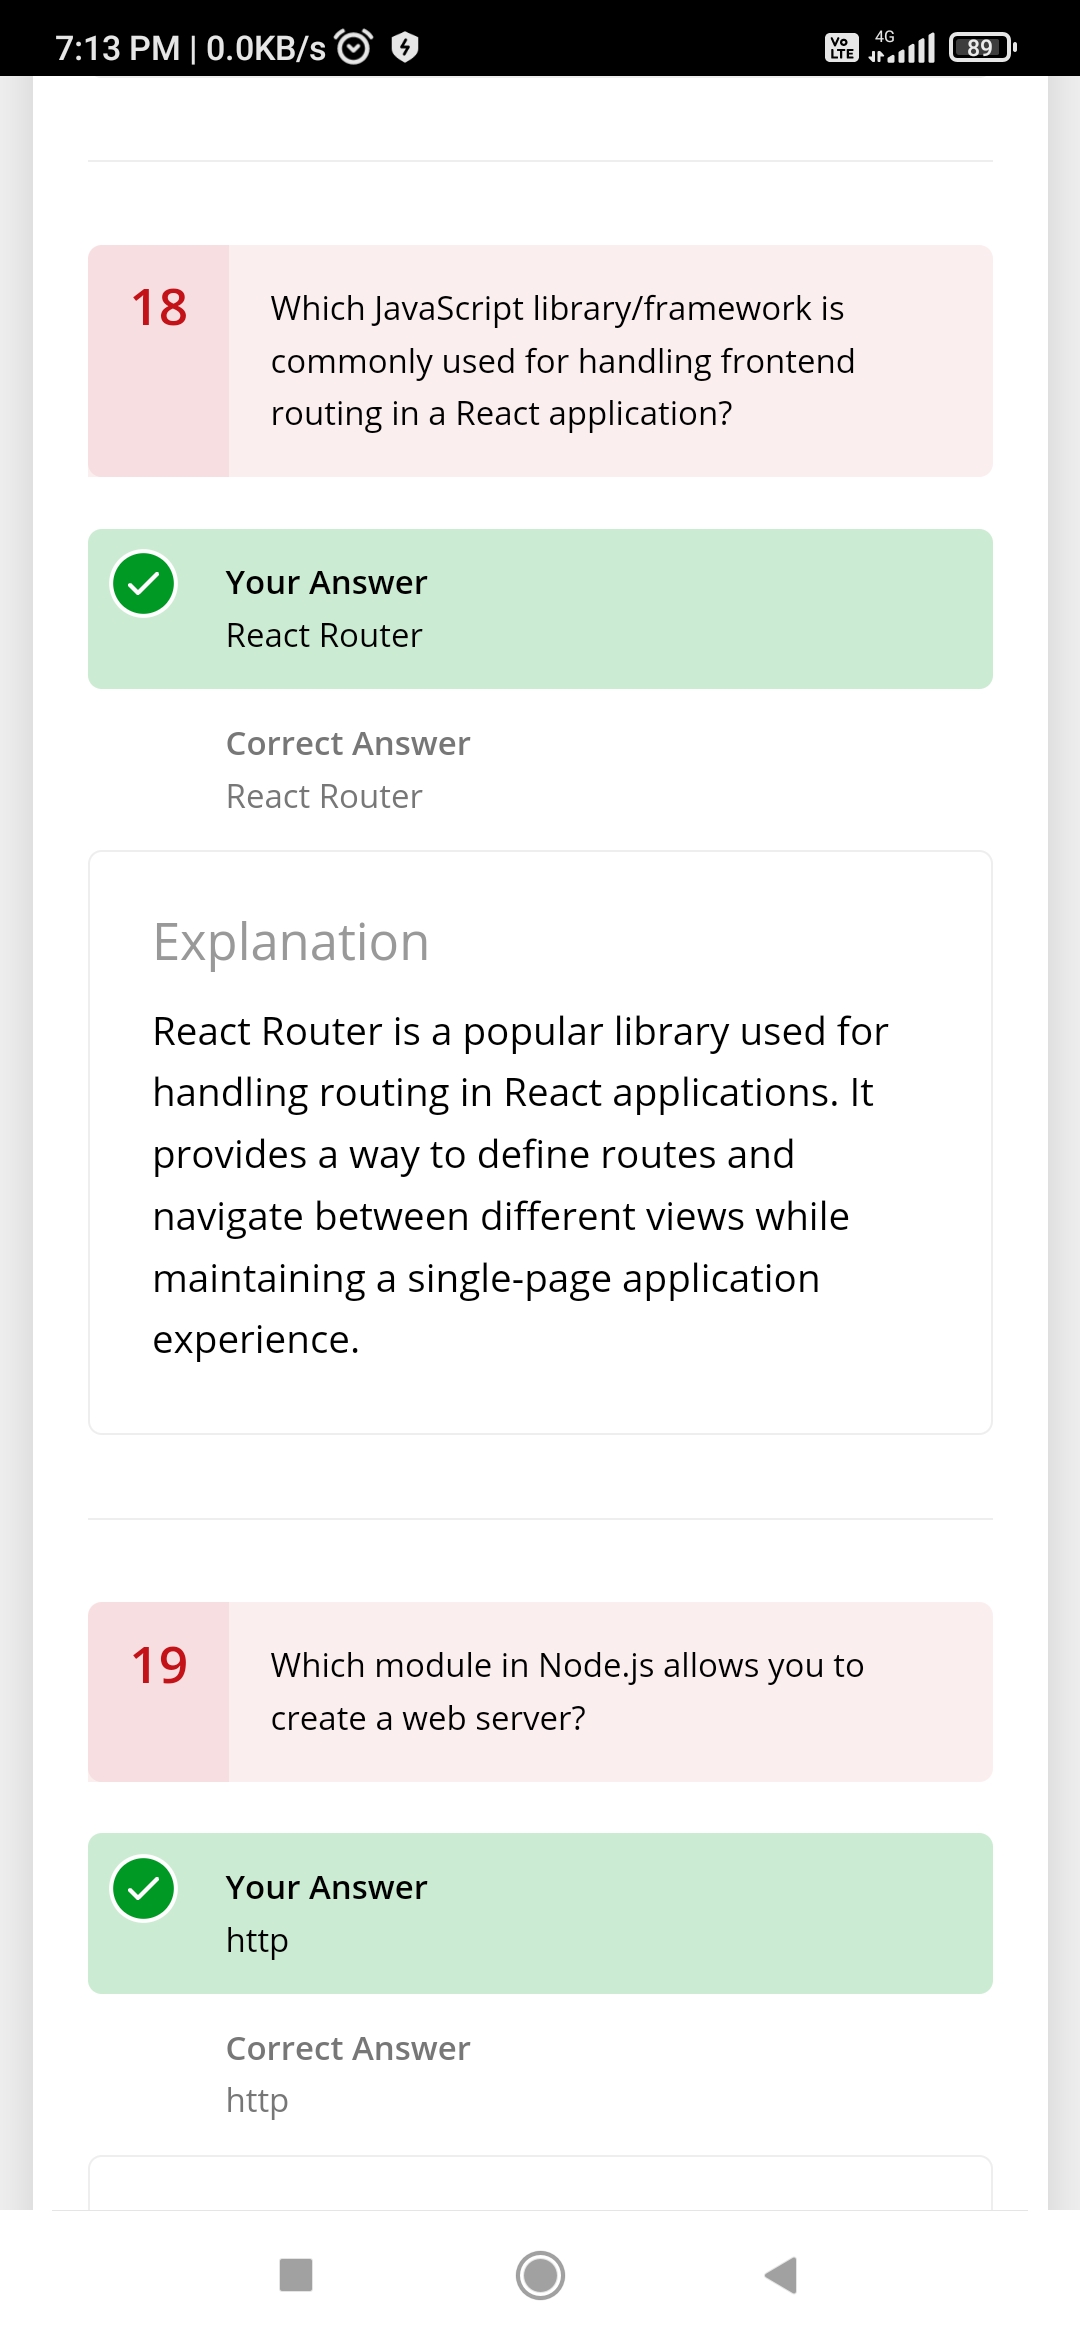 7:13 PM | 0.0KB/s
Vo LTE 4G 89
18
Which JavaScript library/framework is
commonly used for handling frontend
routing in a React application?
Your Answer
React Router
Correct Answer
React Router
Explanation
React Router is a popular library used for
handling routing in React applications. It
provides a way to define routes and
navigate between different views while
maintaining a single-page application
experience.
19
Which module in Node.js allows you to
create a web server?
Your Answer
http
Correct Answer
http